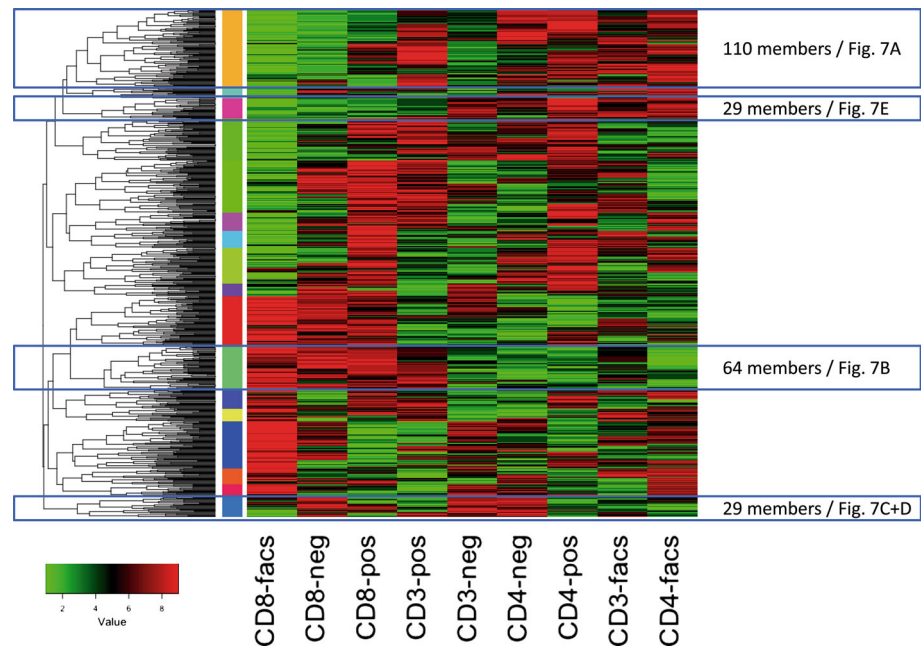 110 members / Fig. 7A
29 members / Fig. 7E
64 members / Fig. 7B
29 members / Fig. 7C+D
CD8-facs
CD8-neg
CD8-pos
CD3-pos
CD3-neg
CD4-neg
CD4-pos
CD3-facs
CD4-facs
2 4 6 8
Value